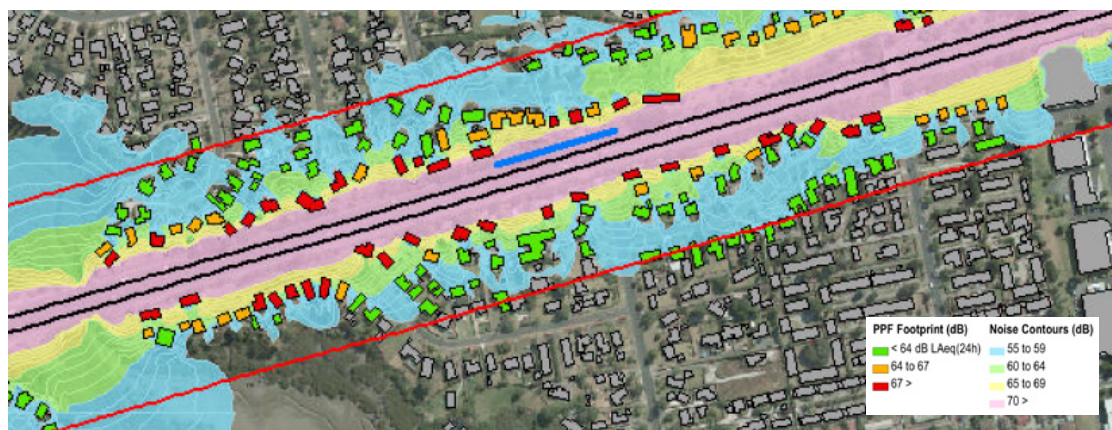 PPF Footprint (dB)
Noise Contours (dB)
< 64 dB LAeq(24h)
55 to 59
64 to 67
60 to 64
67 >
65 to 69
70 >